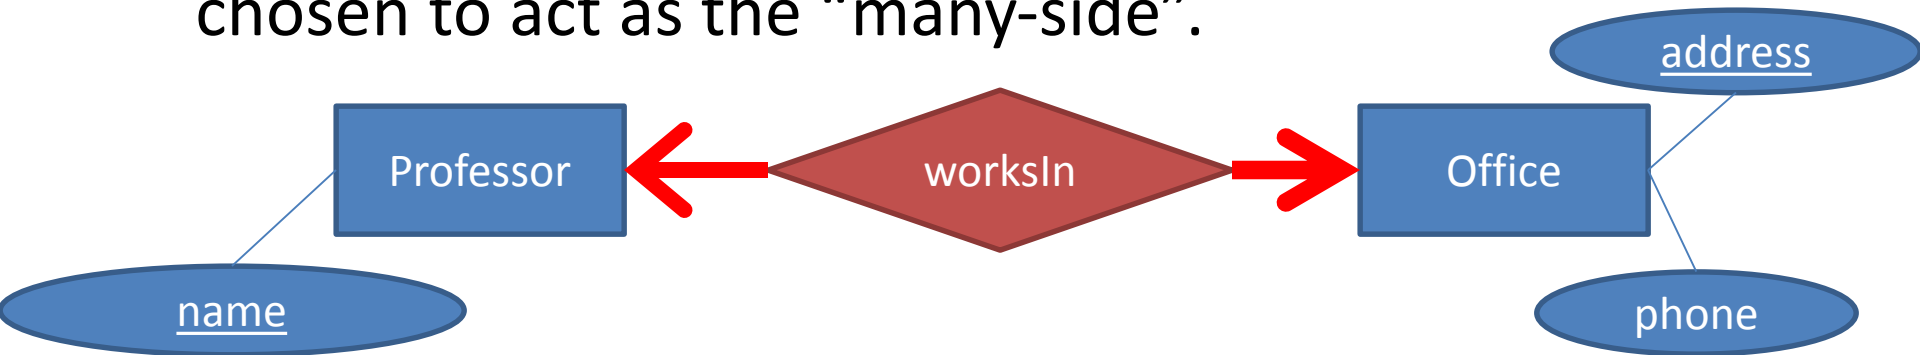 chosen to act as the “many-side”.
address
Professor
worksIn
Office
name
phone